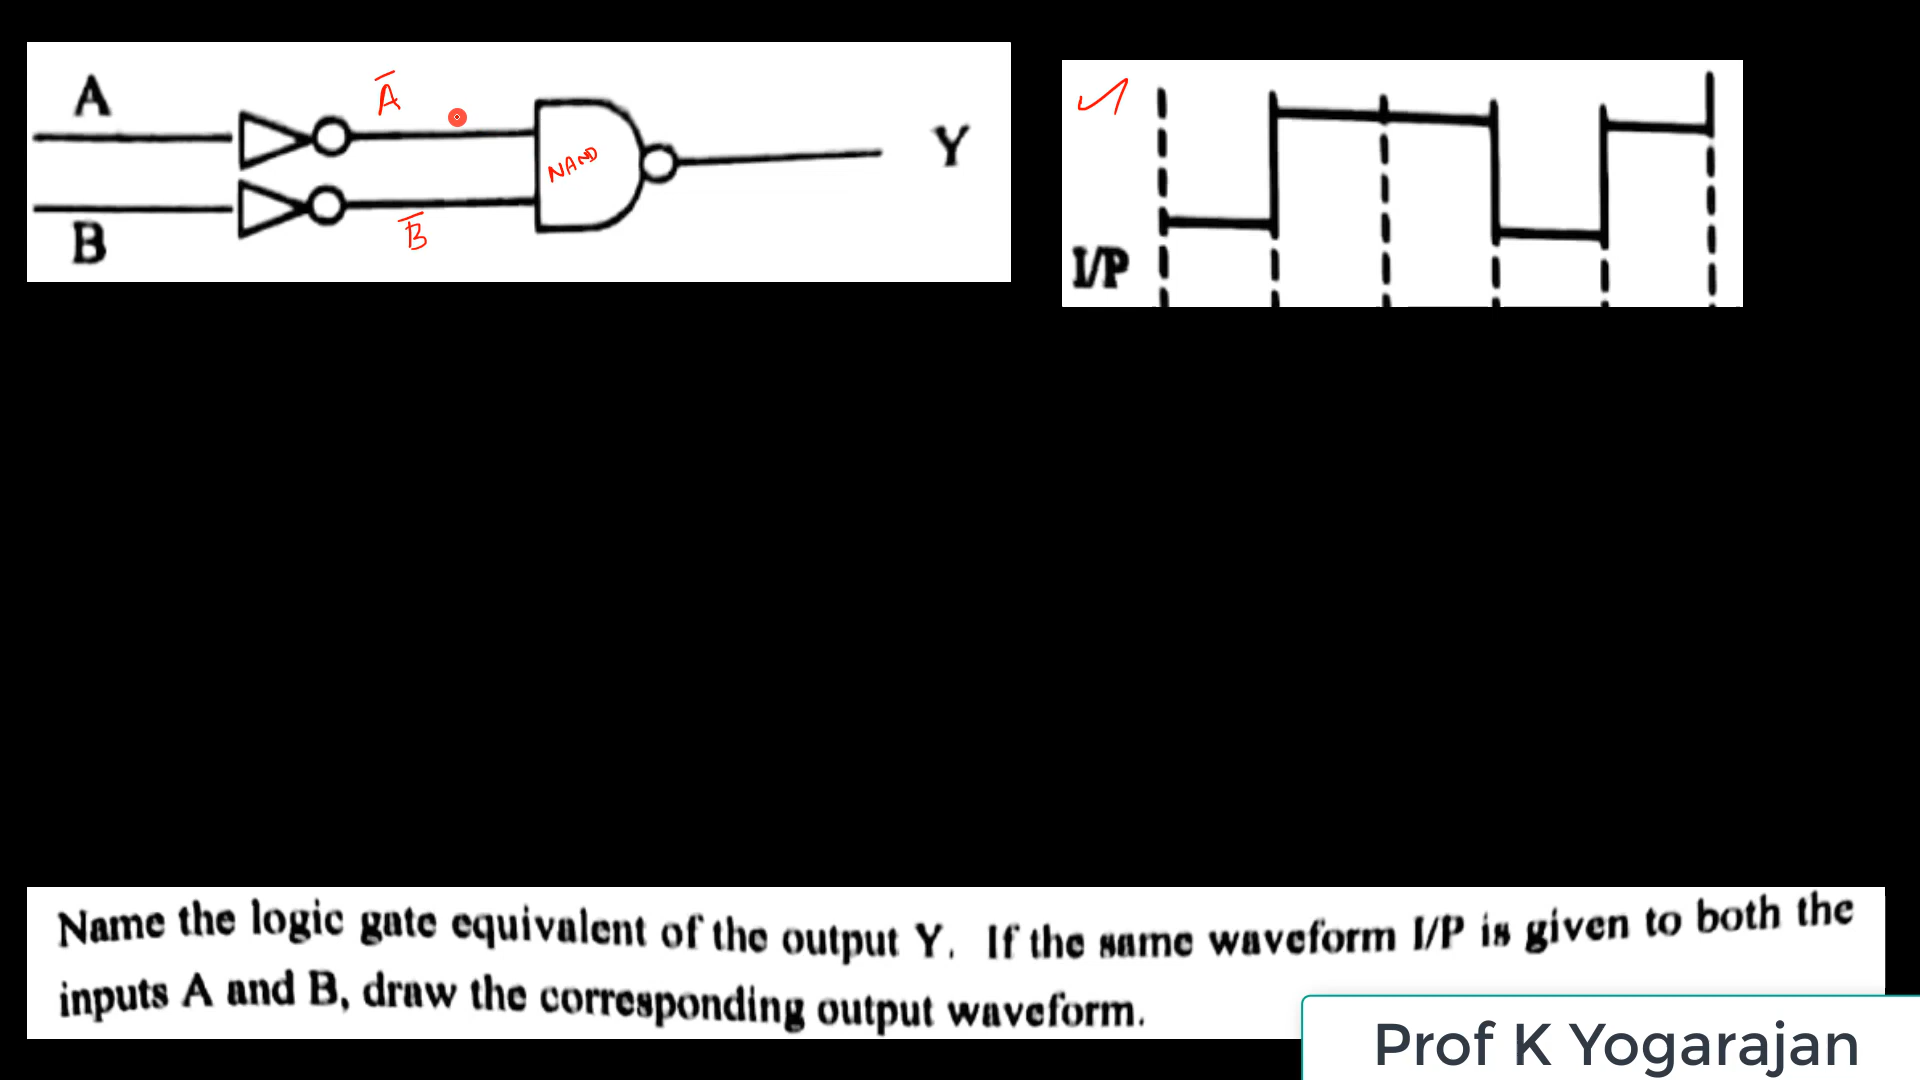 A
A̅
NAND
B̅
B
Y
I/P
Name the logic gate equivalent of the output Y. If the same waveform I/P is given to both the
inputs A and B, draw the corresponding output waveform.
Prof K Yogarajan